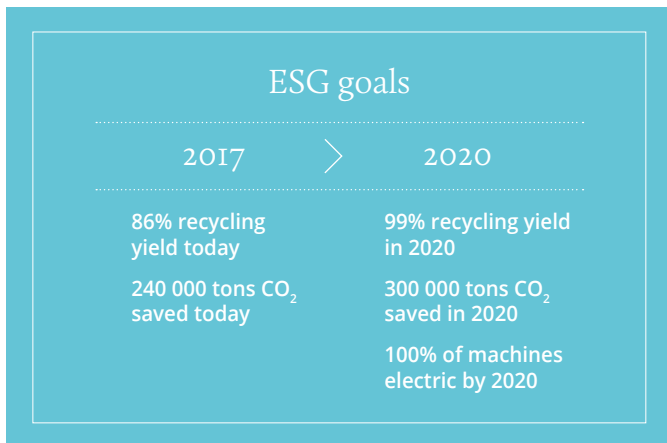 ESG goals
2017 > 2020
86% recycling
yield today
240 000 tons CO₂
saved today
99% recycling yield
in 2020
300 000 tons CO₂
saved in 2020
100% of machines
electric by 2020